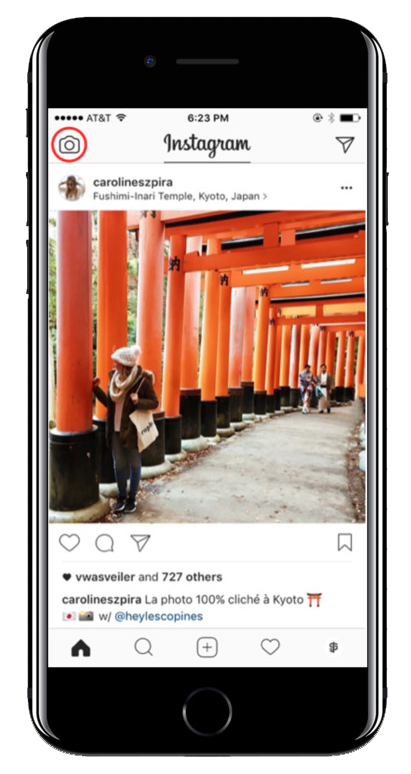 AT&T 6:23 PM
Instagram
carolineszpira
Fushimi-Inari Temple, Kyoto, Japan >
vwasveiler and 727 others
carolineszpira La photo 100% cliché à Kyoto ⛩
🇯🇵 📸 w/ @heylescopines